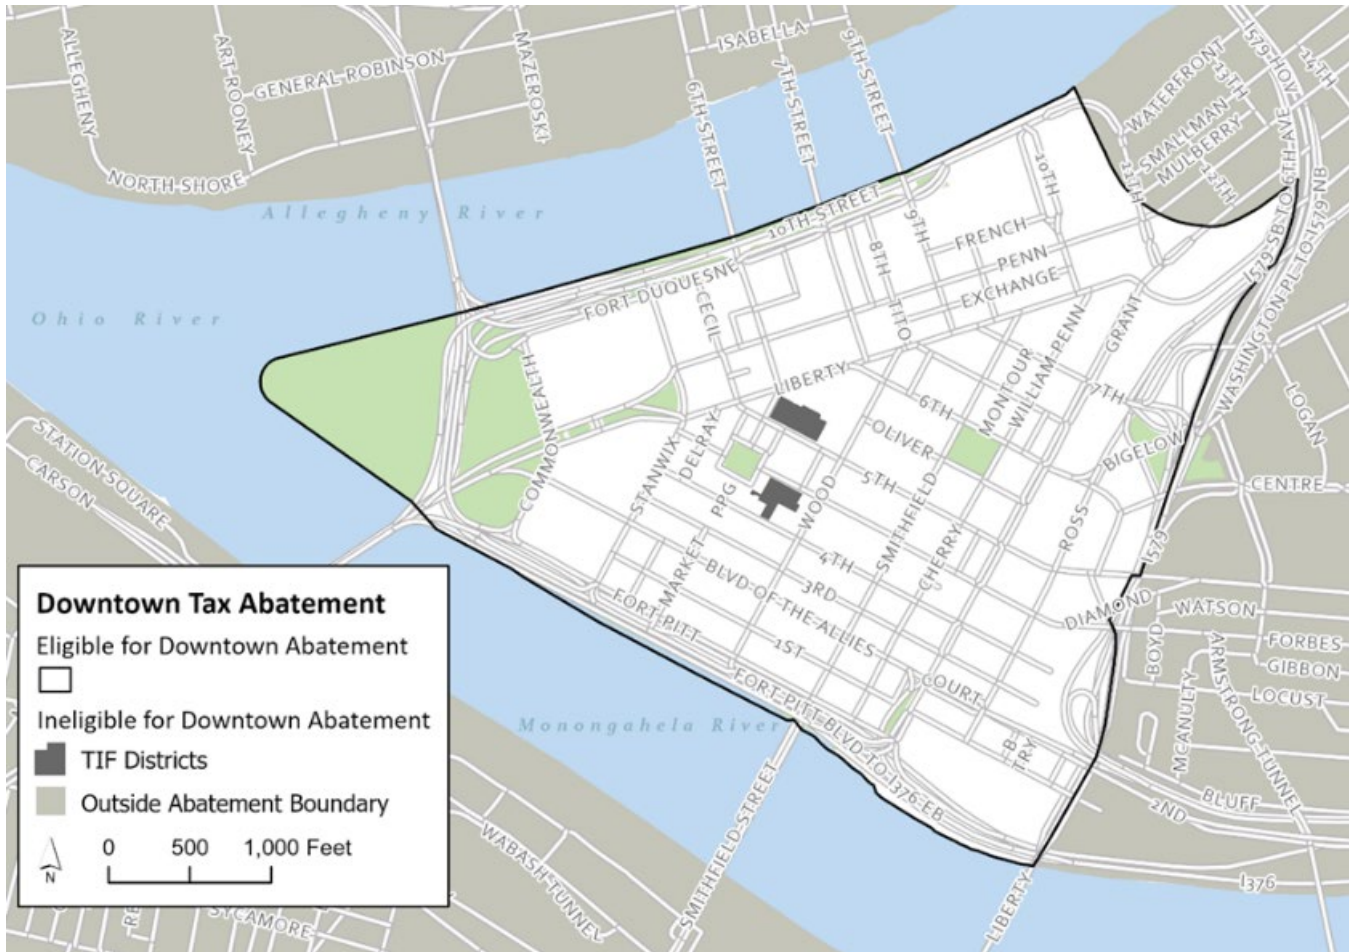 ALLEGHENY
ART ROONEY
GENERAL ROBINSON
MAZEROSKI
NORTH SHORE
ISABELLA
6TH STREET
7TH STREET
9TH STREET
Allegheny River
Ohio River
WATERFRONT
13TH
14TH
SMALLMAN
MULBERRY
12TH
11TH
10TH
I579 HOV
I579 SB TO 6TH AVE
WASHINGTON PL TO I579 NB
10TH STREET
FORT DUQUESNE
CECIL
8TH
9TH
FRENCH
PENN
EXCHANGE
TITO
LIBERTY
COMMONWEALTH
COMMONWEALTH
STANWIX
DELRAY
PPG
MARKET
WOOD
OLIVER
6TH
5TH
MONTOUR
WILLIAM PENN
GRANT
7TH
BIGELOW
LOGAN
CENTRE
SMITHFIELD
CHERRY
ROSS
I579
4TH
3RD
BLVD OF THE ALLIES
1ST
FORT PITT
FORT PITT BLVD TO I376 EB
COURT
DIAMOND
BOYD
WATSON
FORBES
GIBBON
LOCUST
ARMSTRONG TUNNEL
MCANULTY
BLUFF
2ND
I376
LIBERTY
Monongahela River
SMITHFIELD STREET
STATION SQUARE
CARSON
WABASH TUNNEL
SYCAMORE
Downtown Tax Abatement
Eligible for Downtown Abatement
Ineligible for Downtown Abatement
TIF Districts
Outside Abatement Boundary
N
0 500 1,000 Feet